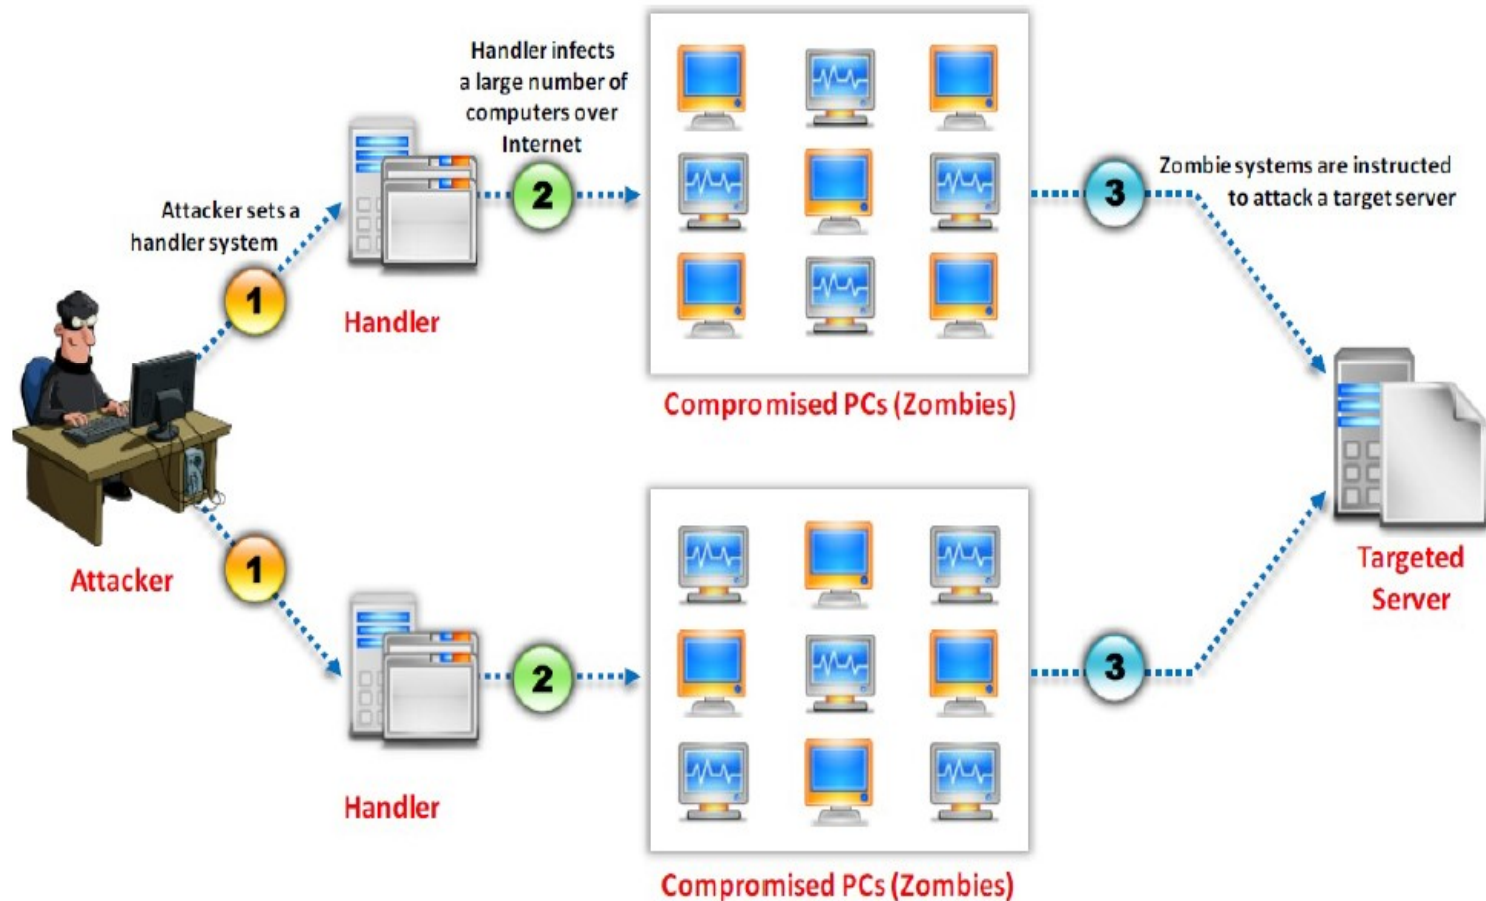 Handler infects
a large number of
computers over
Internet
2
Attacker sets a
handler system
1
Handler
Compromised PCs (Zombies)
3
Zombie systems are instructed
to attack a target server
Attacker
1
Handler
2
Compromised PCs (Zombies)
3
Targeted
Server